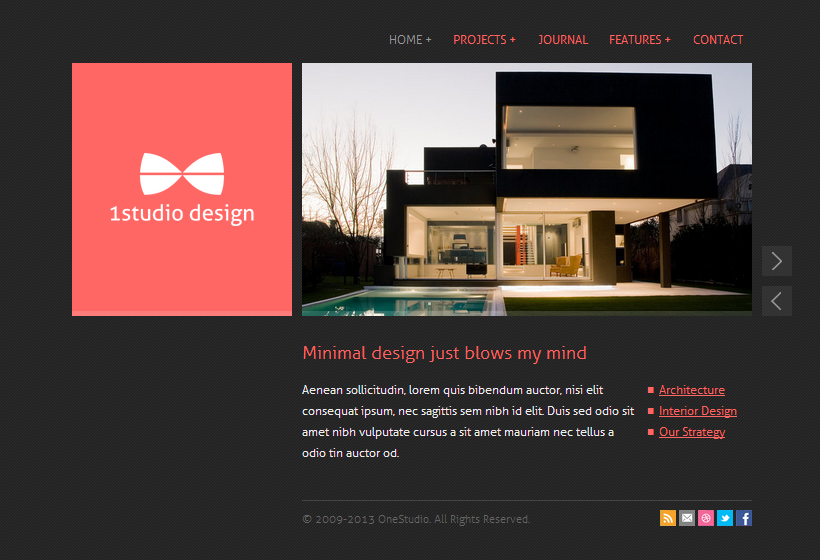 HOME +
PROJECTS +
JOURNAL
FEATURES +
CONTACT
1studio design
Minimal design just blows my mind
Aenean sollicitudin, lorem quis bibendum auctor, nisi elit
consequat ipsum, nec sagittis sem nibh id elit. Duis sed odio sit
amet nibh vulputate cursus a sit amet mauriam nec tellus a
odio tin auctor od.
Architecture
Interior Design
Our Strategy
© 2009-2013 OneStudio. All Rights Reserved.